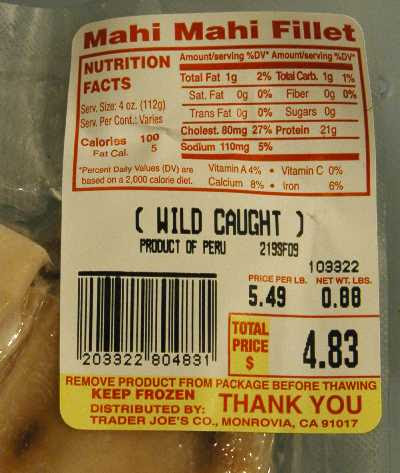 Mahi Mahi Fillet
NUTRITION
FACTS
Serv. Size: 4 oz. (112g)
Serv. Per Cont.: Varies
Calories 100
Fat Cal. 5
*Percent Daily Values (DV) are
based on a 2,000 calorie diet.
Amount/serving %DV* Amount/serving %DV*
Total Fat 1g 2% Total Carb. 1g 1%
Sat. Fat 0g 0% Fiber 0g 0%
Trans Fat 0g 0% Sugars 0g
Cholest. 80mg 27% Protein 21g
Sodium 110mg 5%
Vitamin A 4% • Vitamin C 0%
Calcium 8% • Iron 6%
( WILD CAUGHT )
PRODUCT OF PERU 219SF09
103322
PRICE PER LB. NET WT. LBS.
5.49 0.88
203322 804831
TOTAL
PRICE
$
4.83
REMOVE PRODUCT FROM PACKAGE BEFORE THAWING
KEEP FROZEN
DISTRIBUTED BY: THANK YOU
TRADER JOE'S CO., MONROVIA, CA 91017